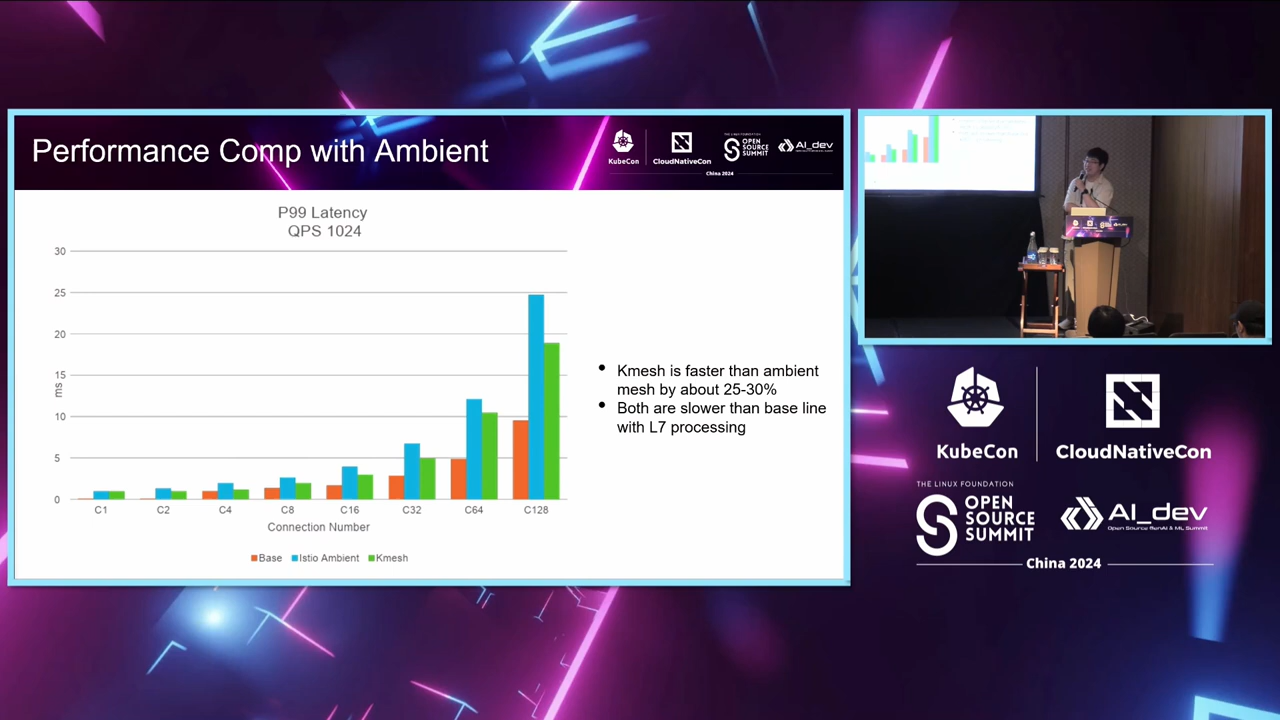 Performance Comp with Ambient
KubeCon
CloudNativeCon
THE LINUX FOUNDATION
OPEN
SOURCE
SUMMIT
AI_dev
China 2024
P99 Latency
QPS 1024
30
25
20
15
10
5
0
ms
C1 C2 C4 C8 C16 C32 C64 C128
Connection Number
Base Istio Ambient Kmesh
• Kmesh is faster than ambient
mesh by about 25-30%
• Both are slower than base line
with L7 processing
KubeCon
CloudNativeCon
THE LINUX FOUNDATION
OPEN
SOURCE
SUMMIT
AI_dev
Open Source GenAI & ML Summit
China 2024